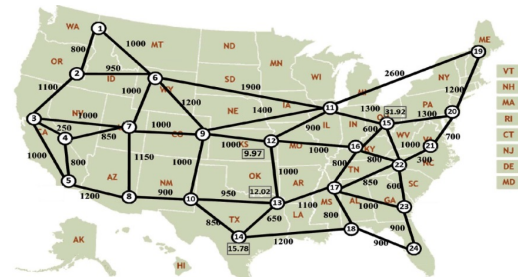 WA
1
ME
19
1000
MT
ND
800
MN
2600
OR
950
NY
VT
2
ID
6
WY
SD
WI
1200
NH
1100
1900
MA
1000
1200
NE
1400
IA
11
1300
31.92
PA
20
RI
3
1000
IL
IN
15
1300
CT
CA
250
7
1000
9
900
600
WV
700
NJ
4
850
1000
12
KS
MO
1000
16
KY
1000
21
DE
9.97
800
300
MD
1000
800
1150
1000
OK
1000
TN
800
22
5
AZ
NM
12.02
AR
17
850
600
1200
900
950
13
1100
MS
AL
1000
GA
23
8
10
850
TX
650
LA
800
900
14
18
15.78
1200
900
24
AK
HI